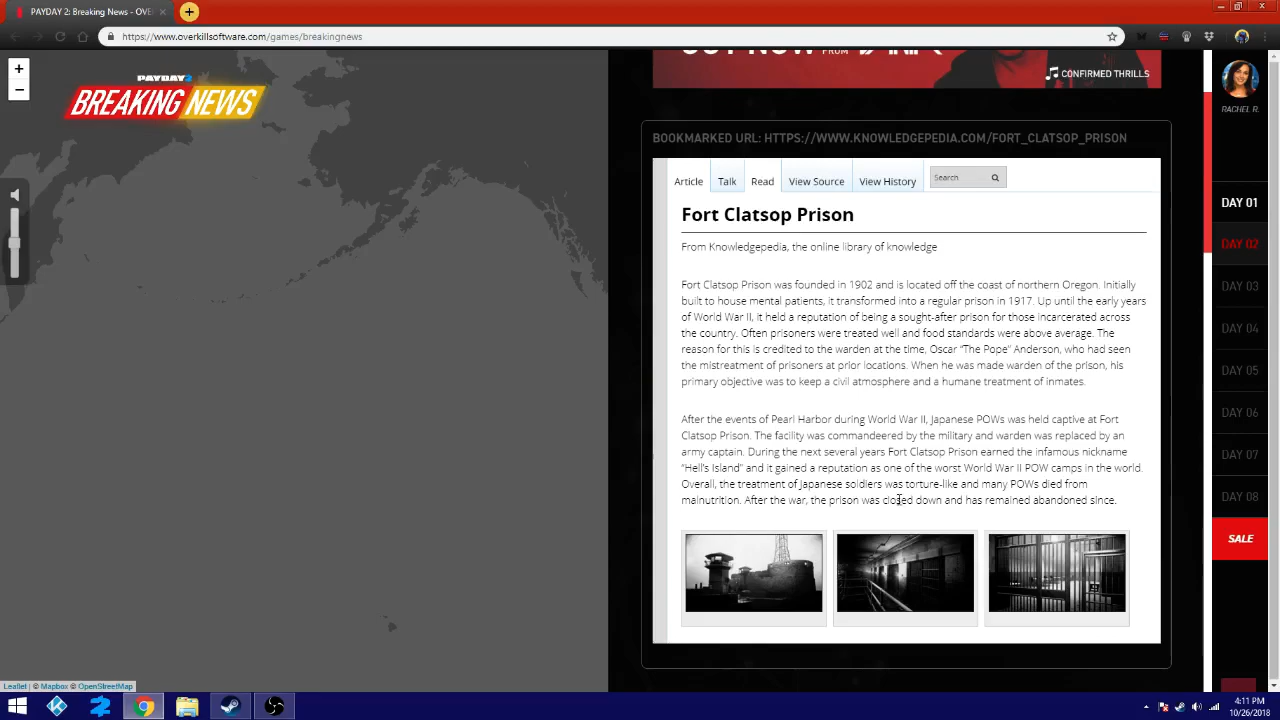 PAYDAY 2: Breaking News - OVE
https://www.overkillsoftware.com/games/breakingnews
+
−
PAYDAY2
BREAKING NEWS
FROM
CONFIRMED THRILLS
BOOKMARKED URL: HTTPS://WWW.KNOWLEDGEPEDIA.COM/FORT_CLATSOP_PRISON
Article Talk Read View Source View History Search
Fort Clatsop Prison
From Knowledgepedia, the online library of knowledge
Fort Clatsop Prison was founded in 1902 and is located off the coast of northern Oregon. Initially
built to house mental patients, it transformed into a regular prison in 1917. Up until the early years
of World War II, it held a reputation of being a sought-after prison for those incarcerated across
the country. Often prisoners were treated well and food standards were above average. The
reason for this is credited to the warden at the time, Oscar “The Pope” Anderson, who had seen
the mistreatment of prisoners at prior locations. When he was made warden of the prison, his
primary objective was to keep a civil atmosphere and a humane treatment of inmates.
After the events of Pearl Harbor during World War II, Japanese POWs was held captive at Fort
Clatsop Prison. The facility was commandeered by the military and warden was replaced by an
army captain. During the next several years Fort Clatsop Prison earned the infamous nickname
“Hell’s Island” and it gained a reputation as one of the worst World War II POW camps in the world.
Overall, the treatment of Japanese soldiers was torture-like and many POWs died from
malnutrition. After the war, the prison was closed down and has remained abandoned since.
RACHEL R.
DAY 01
DAY 02
DAY 03
DAY 04
DAY 05
DAY 06
DAY 07
DAY 08
SALE
Leaflet | © Mapbox © OpenStreetMap
4:11 PM
10/26/2018